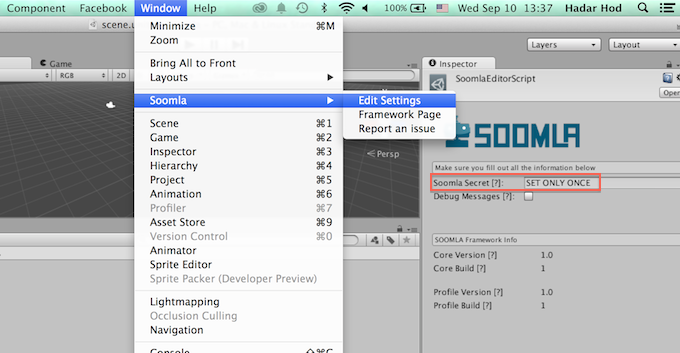 Component Facebook Window Help 100% Wed Sep 10 13:37 Hadar Hod
scene.u
Minimize ⌘M
Zoom
Bring All to Front
Layouts
Soomla
Edit Settings
Framework Page
Report an issue
Scene ⌘1
Game ⌘2
Inspector ⌘3
Hierarchy ⌘4
Project ⌘5
Animation ⌘6
Profiler ⌘7
Asset Store ⌘9
Version Control ⌘0
Animator
Sprite Editor
Sprite Packer (Developer Preview)
Lightmapping
Occlusion Culling
Navigation
Console ⇧⌘C
Game
RGB 2D
Persp
Layers Layout
Inspector
SoomlaEditorScript
Open
SOOMLA
Make sure you fill out all the information below
Soomla Secret [?]: SET ONLY ONCE
Debug Messages [?]:
SOOMLA Framework Info
Core Version [?] 1.0
Core Build [?] 1
Profile Version [?] 1.0
Profile Build [?] 1